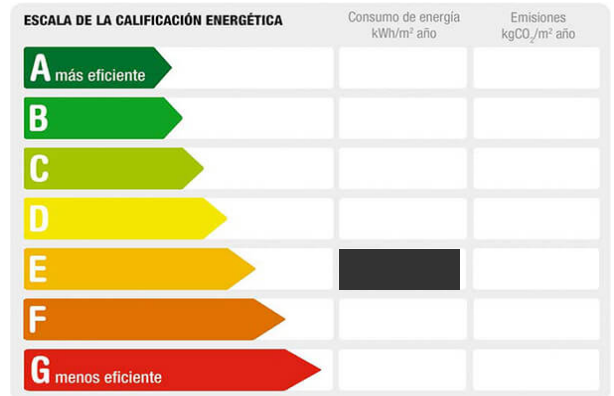 ESCALA DE LA CALIFICACIÓN ENERGÉTICA
Consumo de energía
kWh/m² año
Emisiones
kgCO₂/m² año
A más eficiente
B
C
D
E
F
G menos eficiente